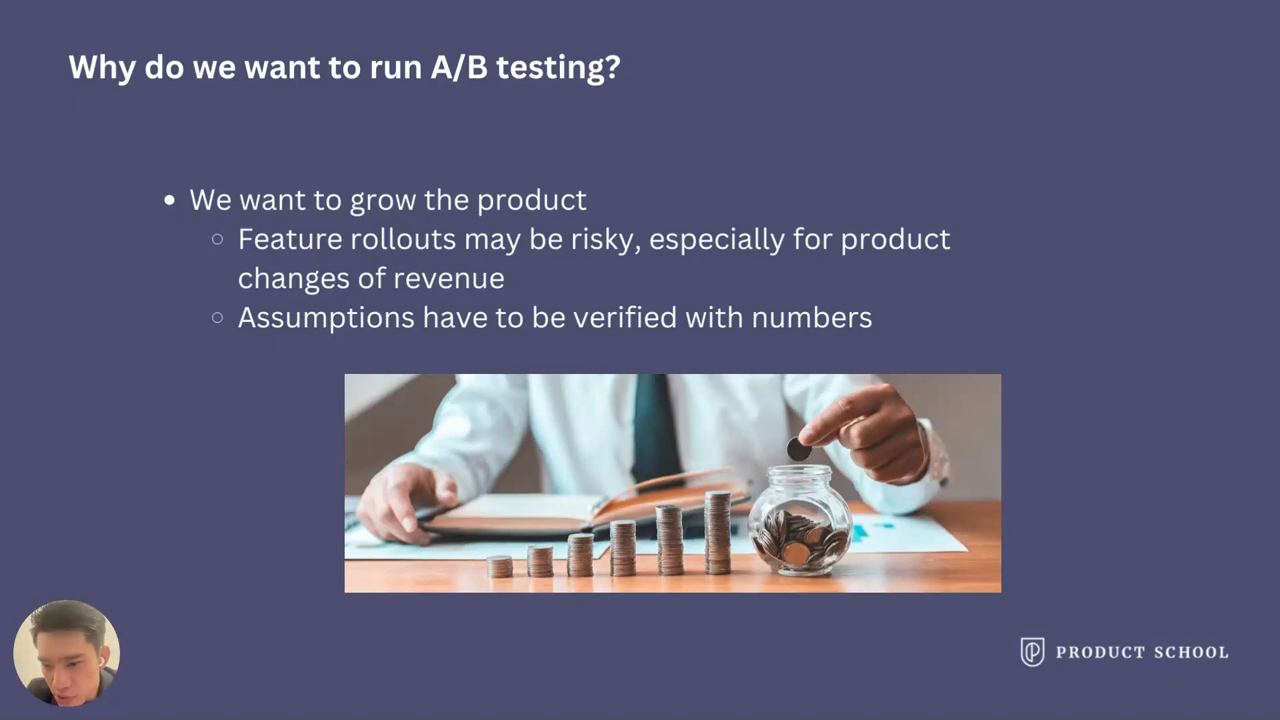 Why do we want to run A/B testing?
• We want to grow the product
○ Feature rollouts may be risky, especially for product
changes of revenue
○ Assumptions have to be verified with numbers
PRODUCT SCHOOL